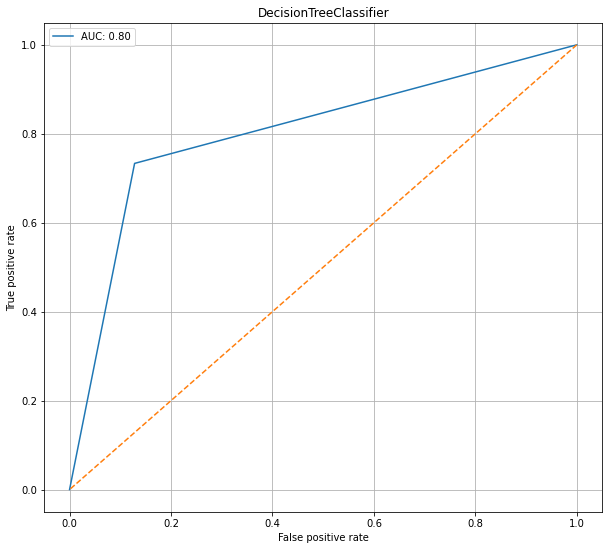 DecisionTreeClassifier
AUC: 0.80
1.0
0.8
0.6
0.4
0.2
0.0
True positive rate
0.0 0.2 0.4 0.6 0.8 1.0
False positive rate